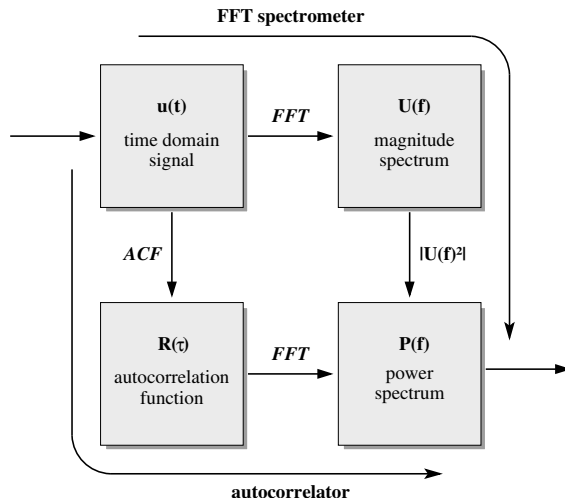 FFT spectrometer
u(t)
time domain
signal
FFT
U(f)
magnitude
spectrum
ACF
|U(f)²|
R(τ)
autocorrelation
function
FFT
P(f)
power
spectrum
autocorrelator